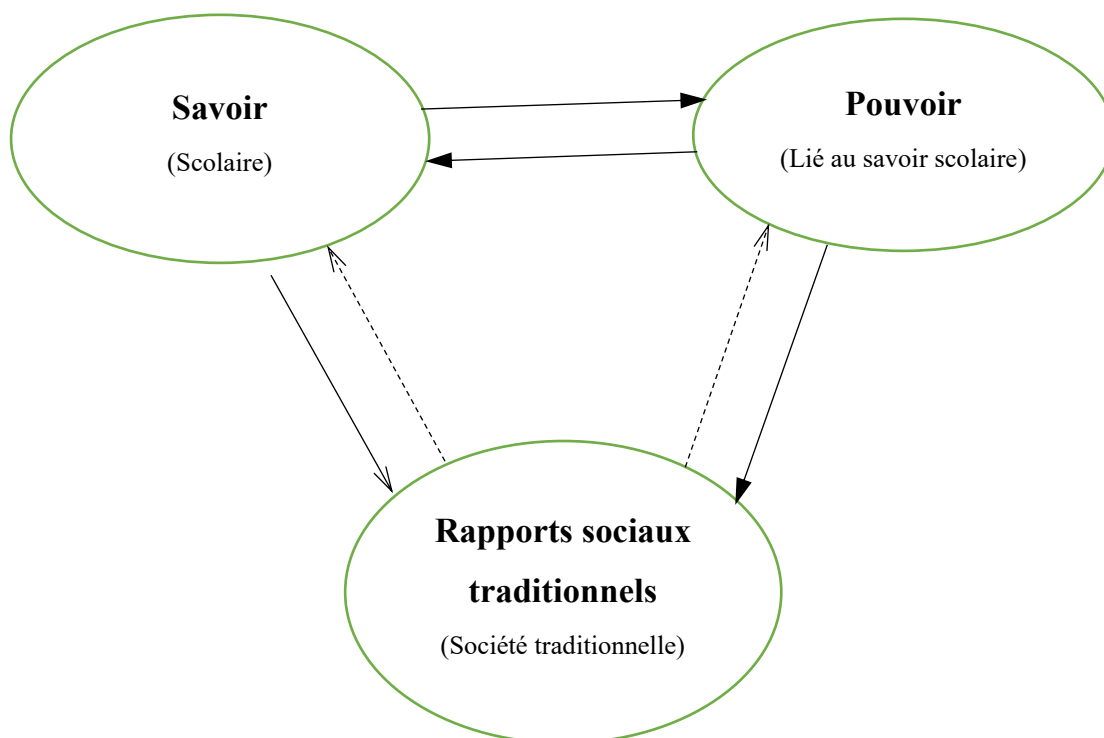 Savoir
(Scolaire)
Pouvoir
(Lié au savoir scolaire)
Rapports sociaux
traditionnels
(Société traditionnelle)